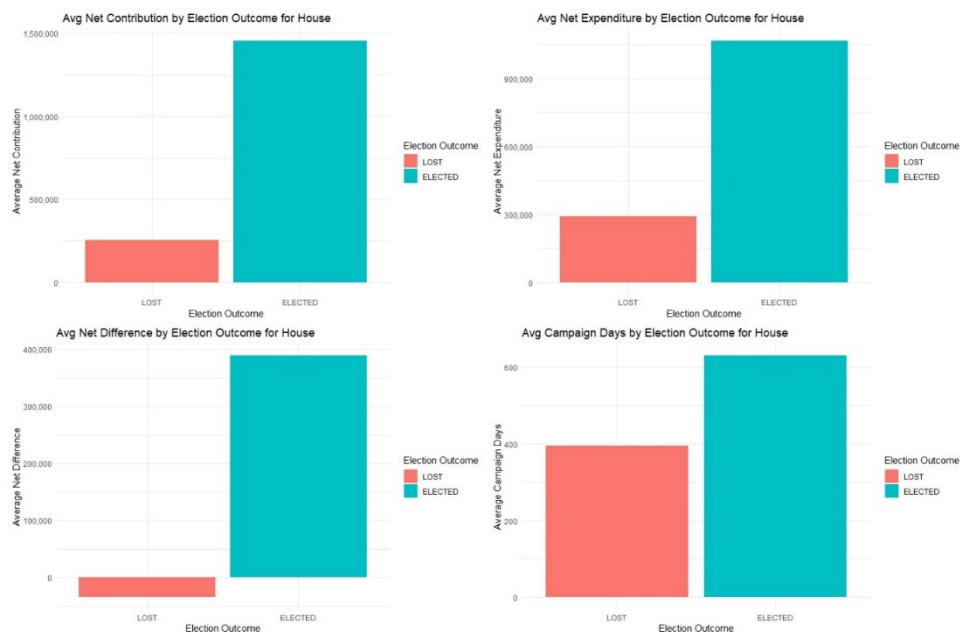 Avg Net Contribution by Election Outcome for House
1,500,000
1,000,000
500,000
0
Average Net Contribution
LOST
ELECTED
Election Outcome
Election Outcome
LOST
ELECTED
Avg Net Expenditure by Election Outcome for House
900,000
600,000
300,000
0
Average Net Expenditure
LOST
ELECTED
Election Outcome
Election Outcome
LOST
ELECTED
Avg Net Difference by Election Outcome for House
400,000
300,000
200,000
100,000
0
Average Net Difference
LOST
ELECTED
Election Outcome
Election Outcome
LOST
ELECTED
Avg Campaign Days by Election Outcome for House
600
400
200
0
Average Campaign Days
LOST
ELECTED
Election Outcome
Election Outcome
LOST
ELECTED